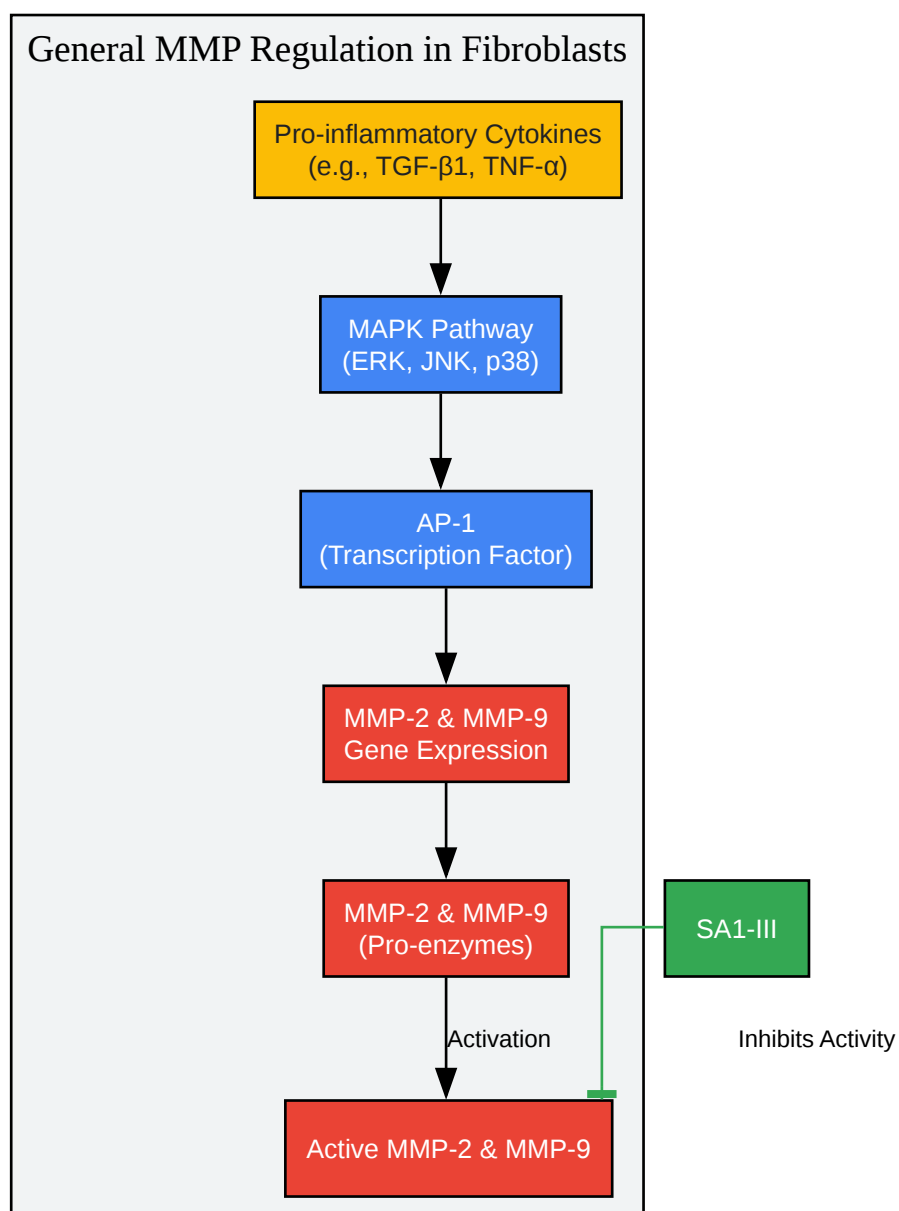 General MMP Regulation in Fibroblasts
Pro-inflammatory Cytokines
(e.g., TGF-β1, TNF-α)
MAPK Pathway
(ERK, JNK, p38)
AP-1
(Transcription Factor)
MMP-2 & MMP-9
Gene Expression
MMP-2 & MMP-9
(Pro-enzymes)
SA1-III
Activation
Inhibits Activity
Active MMP-2 & MMP-9